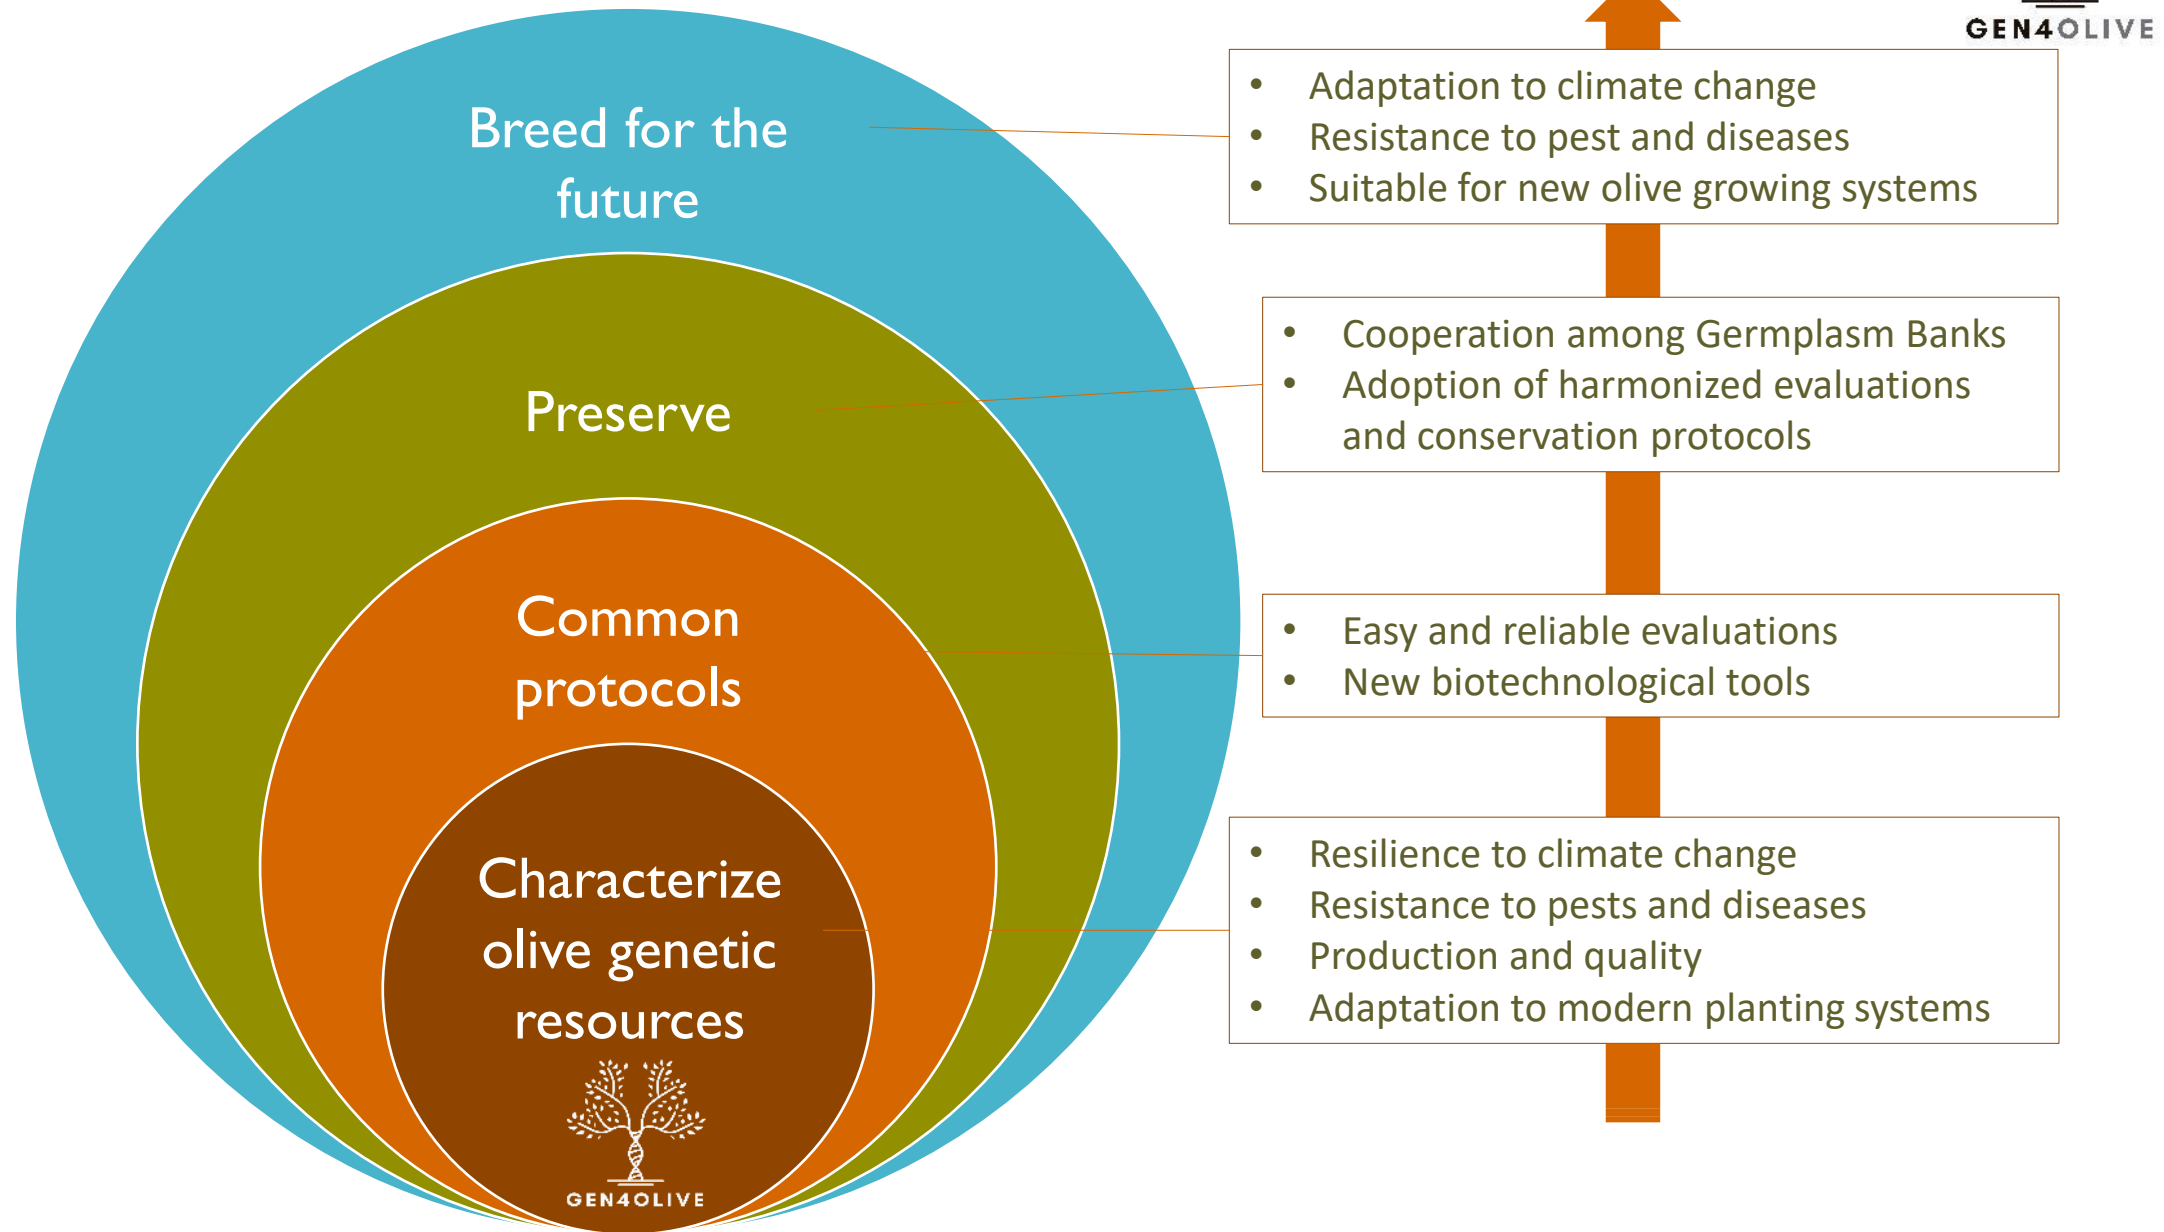 GEN4OLIVE
Breed for the
future
• Adaptation to climate change
• Resistance to pest and diseases
• Suitable for new olive growing systems
Preserve
• Cooperation among Germplasm Banks
• Adoption of harmonized evaluations
and conservation protocols
Common
protocols
• Easy and reliable evaluations
• New biotechnological tools
Characterize
olive genetic
resources
• Resilience to climate change
• Resistance to pests and diseases
• Production and quality
• Adaptation to modern planting systems
GEN4OLIVE